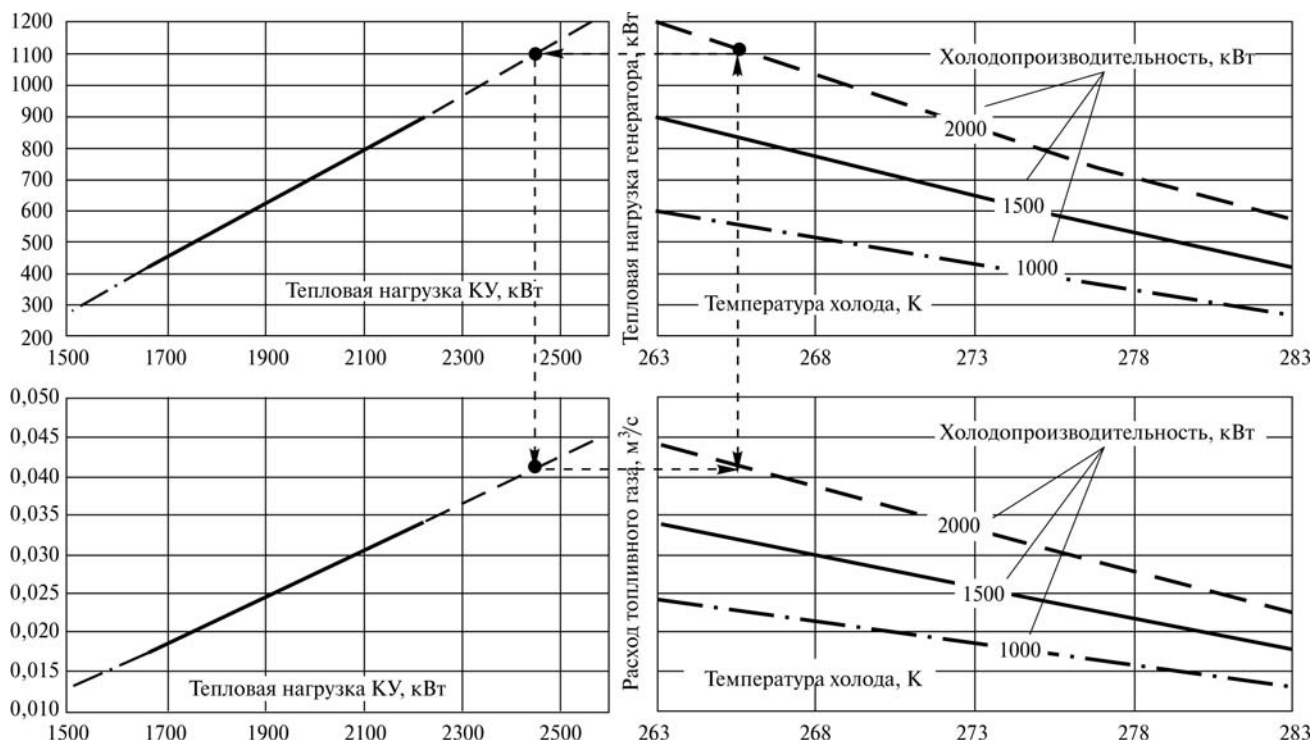 1200
1100
1000
900
800
700
600
500
400
300
200
Тепловая нагрузка КУ, кВт
1500 1700 1900 2100 2300 2500
Тепловая нагрузка генератора, кВт
Холодопроизводительность, кВт
2000
1500
1000
Температура холода, К
263 268 273 278 283
0,050
0,045
0,040
0,035
0,030
0,025
0,020
0,015
0,010
Тепловая нагрузка КУ, кВт
1500 1700 1900 2100 2300 2500
Расход топливного газа, м³/с
Холодопроизводительность, кВт
2000
1500
1000
Температура холода, К
263 268 273 278 283